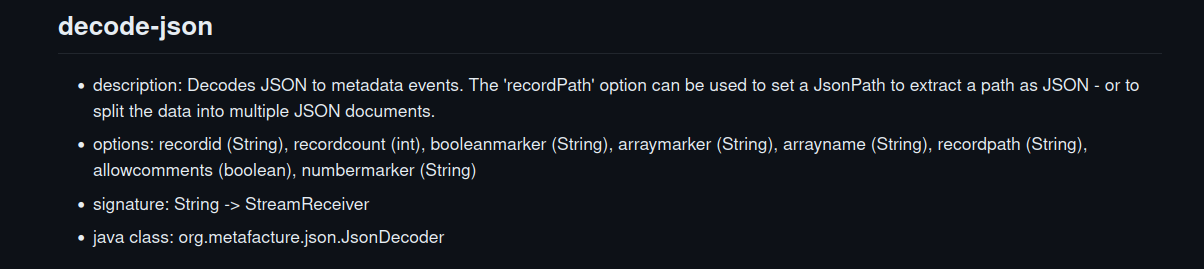 decode-json
• description: Decodes JSON to metadata events. The 'recordPath' option can be used to set a JsonPath to extract a path as JSON - or to
split the data into multiple JSON documents.
• options: recordid (String), recordcount (int), booleanmarker (String), arraymarker (String), arrayname (String), recordpath (String),
allowcomments (boolean), numbermarker (String)
• signature: String -> StreamReceiver
• java class: org.metafacture.json.JsonDecoder